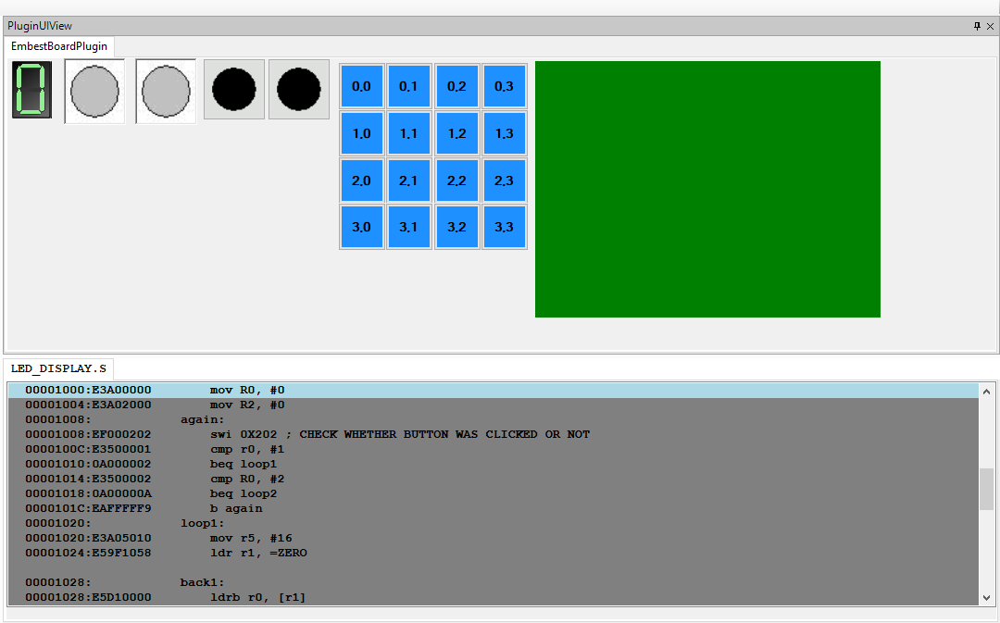 PluginUIView
EmbestBoardPlugin
0
0.0 0.1 0.2 0.3
1.0 1.1 1.2 1.3
2.0 2.1 2.2 2.3
3.0 3.1 3.2 3.3
LED_DISPLAY.S
00001000:E3A00000 mov R0, #0
00001004:E3A02000 mov R2, #0
00001008: again:
00001008:EF000202 swi 0X202 ; CHECK WHETHER BUTTON WAS CLICKED OR NOT
0000100C:E3500001 cmp r0, #1
00001010:0A000002 beq loop1
00001014:E3500002 cmp R0, #2
00001018:0A00000A beq loop2
0000101C:EAFFFFF9 b again
00001020: loop1:
00001020:E3A05010 mov r5, #16
00001024:E59F1058 ldr r1, =ZERO
00001028: back1:
00001028:E5D10000 ldrb r0, [r1]